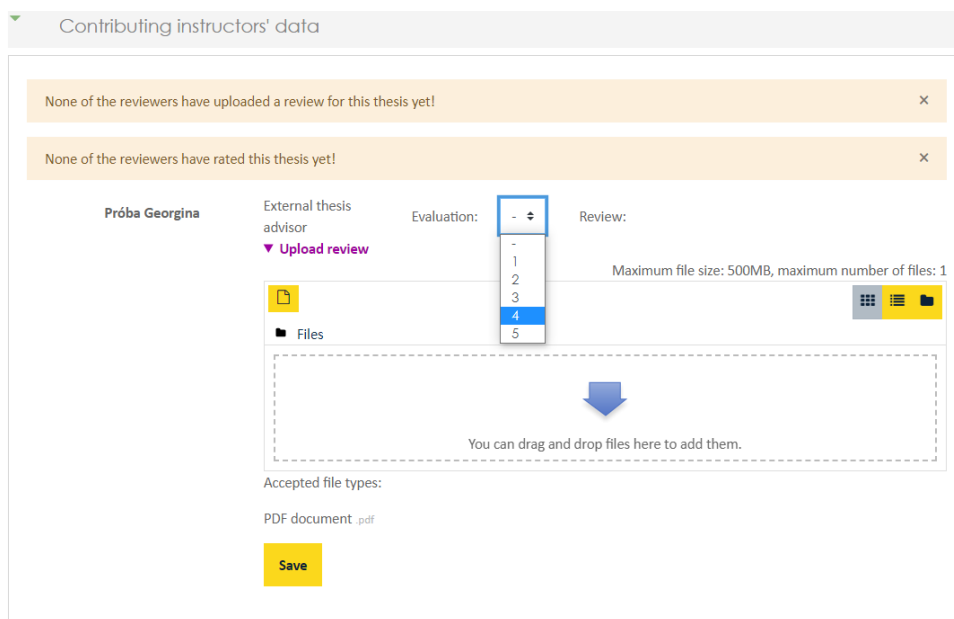 Contributing instructors' data
None of the reviewers have uploaded a review for this thesis yet!
×
None of the reviewers have rated this thesis yet!
×
Próba Georgina
External thesis
advisor
Evaluation:
-
Review:
▼ Upload review
-
1
2
3
4
5
Maximum file size: 500MB, maximum number of files: 1
Files
You can drag and drop files here to add them.
Accepted file types:
PDF document .pdf
Save